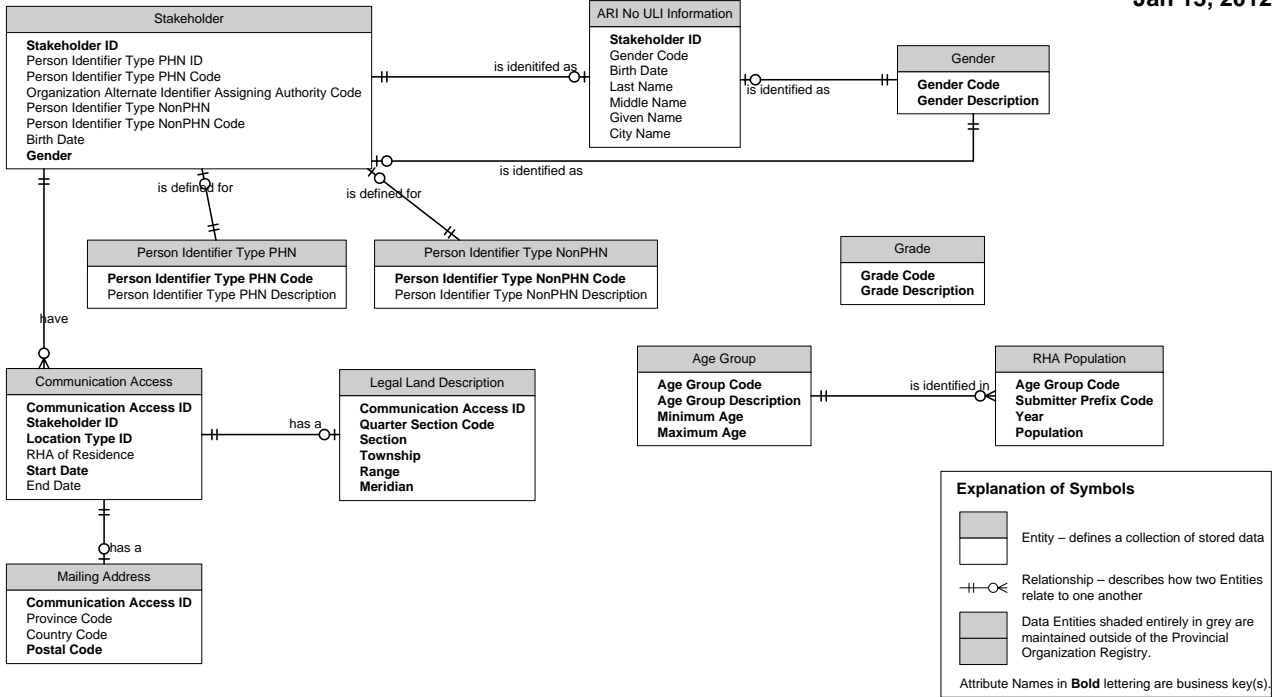 Jan 13, 2012
Stakeholder
Stakeholder ID
Person Identifier Type PHN ID
Person Identifier Type PHN Code
Organization Alternate Identifier Assigning Authority Code
Person Identifier Type NonPHN
Person Identifier Type NonPHN Code
Birth Date
Gender
is idenitifed as
ARI No ULI Information
Stakeholder ID
Gender Code
Birth Date
Last Name
Middle Name
Given Name
City Name
is identified as
Gender
Gender Code
Gender Description
is identified as
is defined for
is defined for
Person Identifier Type PHN
Person Identifier Type PHN Code
Person Identifier Type PHN Description
Person Identifier Type NonPHN
Person Identifier Type NonPHN Code
Person Identifier Type NonPHN Description
Grade
Grade Code
Grade Description
have
Communication Access
Communication Access ID
Stakeholder ID
Location Type ID
RHA of Residence
Start Date
End Date
has a
Legal Land Description
Communication Access ID
Quarter Section Code
Section
Township
Range
Meridian
Age Group
Age Group Code
Age Group Description
Minimum Age
Maximum Age
is identified in
RHA Population
Age Group Code
Submitter Prefix Code
Year
Population
has a
Mailing Address
Communication Access ID
Province Code
Country Code
Postal Code
Explanation of Symbols
Entity – defines a collection of stored data
Relationship – describes how two Entities
relate to one another
Data Entities shaded entirely in grey are
maintained outside of the Provincial
Organization Registry.
Attribute Names in Bold lettering are business key(s).